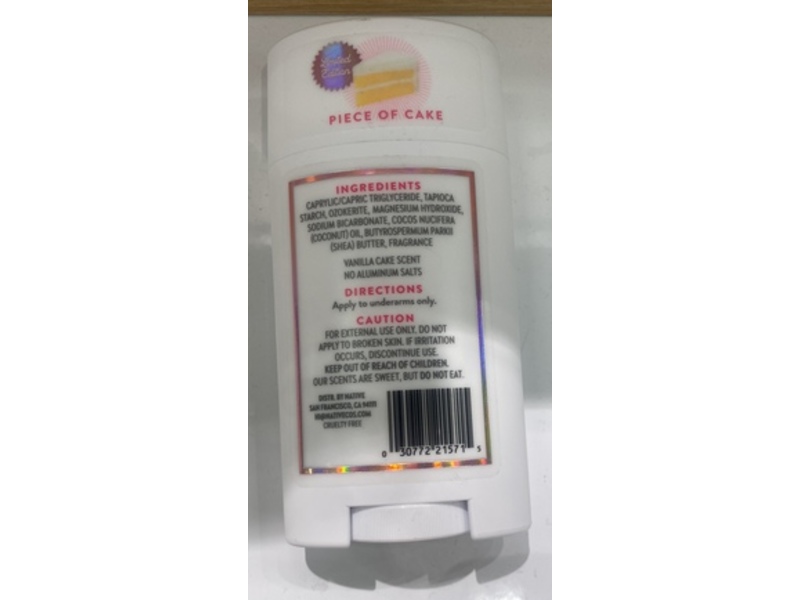 Limited
Edition
PIECE OF CAKE
INGREDIENTS
CAPRYLIC/CAPRIC TRIGLYCERIDE, TAPIOCA
STARCH, OZOKERITE, MAGNESIUM HYDROXIDE,
SODIUM BICARBONATE, COCOS NUCIFERA
(COCONUT) OIL, BUTYROSPERMUM PARKII
(SHEA) BUTTER, FRAGRANCE
VANILLA CAKE SCENT
NO ALUMINUM SALTS
DIRECTIONS
Apply to underarms only.
CAUTION
FOR EXTERNAL USE ONLY. DO NOT
APPLY TO BROKEN SKIN. IF IRRITATION
OCCURS, DISCONTINUE USE.
KEEP OUT OF REACH OF CHILDREN.
OUR SCENTS ARE SWEET, BUT DO NOT EAT.
DISTR. BY NATIVE
SAN FRANCISCO, CA 94111
CRUELTY FREE
0 30772 21571 5